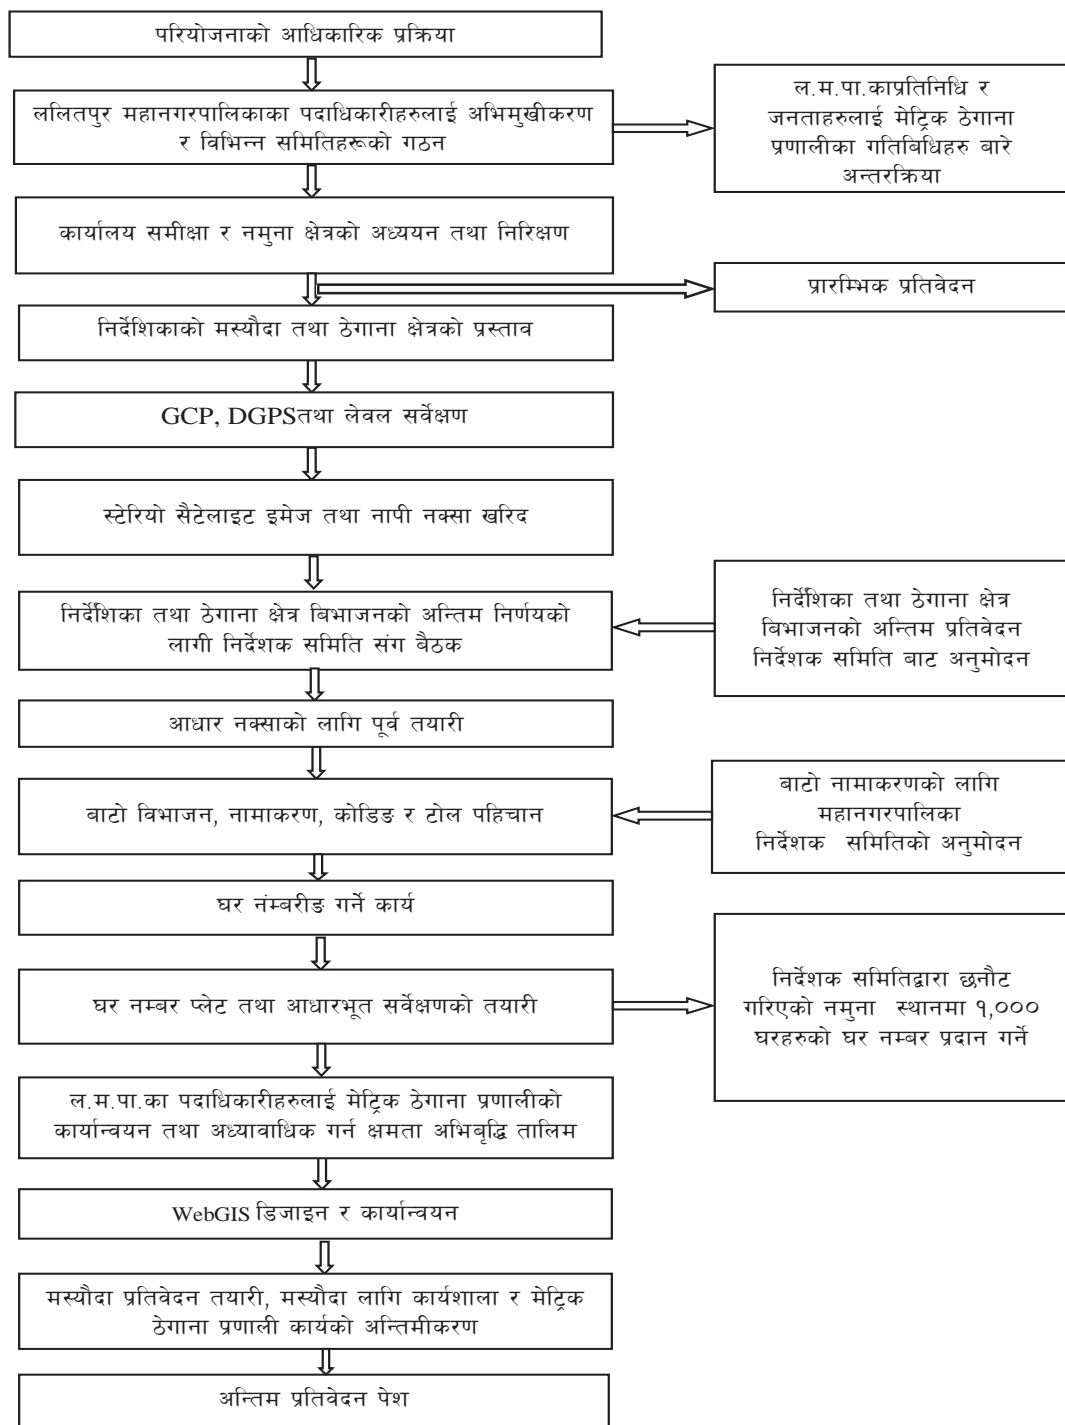 परियोजनाको आधिकारिक प्रक्रिया
ललितपुर महानगरपालिकाका पदाधिकारीहरुलाई अभिमुखीकरण
र विभिन्न समितिहरूको गठन
ल.म.पा.काप्रतिनिधि र
जनताहरुलाई मेट्रिक ठेगाना
प्रणालीका गतिबिधिहरु बारे
अन्तरक्रिया
कार्यालय समीक्षा र नमुना क्षेत्रको अध्ययन तथा निरिक्षण
प्रारम्भिक प्रतिवेदन
निर्देशिकाको मस्यौदा तथा ठेगाना क्षेत्रको प्रस्ताव
GCP, DGPSतथा लेवल सर्वेक्षण
स्टेरियो सैटेलाइट इमेज तथा नापी नक्सा खरिद
निर्देशिका तथा ठेगाना क्षेत्र बिभाजनको अन्तिम निर्णयको
लागी निर्देशक समिति संग बैठक
निर्देशिका तथा ठेगाना क्षेत्र
बिभाजनको अन्तिम प्रतिवेदन
निर्देशक समिति बाट अनुमोदन
आधार नक्साको लागि पूर्व तयारी
बाटो विभाजन, नामाकरण, कोडिङ र टोल पहिचान
बाटो नामाकरणको लागि
महानगरपालिका
निर्देशक समितिको अनुमोदन
घर नंम्बरीङ गर्ने कार्य
घर नम्बर प्लेट तथा आधारभूत सर्वेक्षणको तयारी
निर्देशक समितिद्वारा छनौट
गरिएको नमुना स्थानमा १,०००
घरहरुको घर नम्बर प्रदान गर्ने
ल.म.पा.का पदाधिकारीहरुलाई मेट्रिक ठेगाना प्रणालीको
कार्यान्वयन तथा अध्यावाधिक गर्न क्षमता अभिबृद्धि तालिम
WebGIS डिजाइन र कार्यान्वयन
मस्यौदा प्रतिवेदन तयारी, मस्यौदा लागि कार्यशाला र मेट्रिक
ठेगाना प्रणाली कार्यको अन्तिमीकरण
अन्तिम प्रतिवेदन पेश